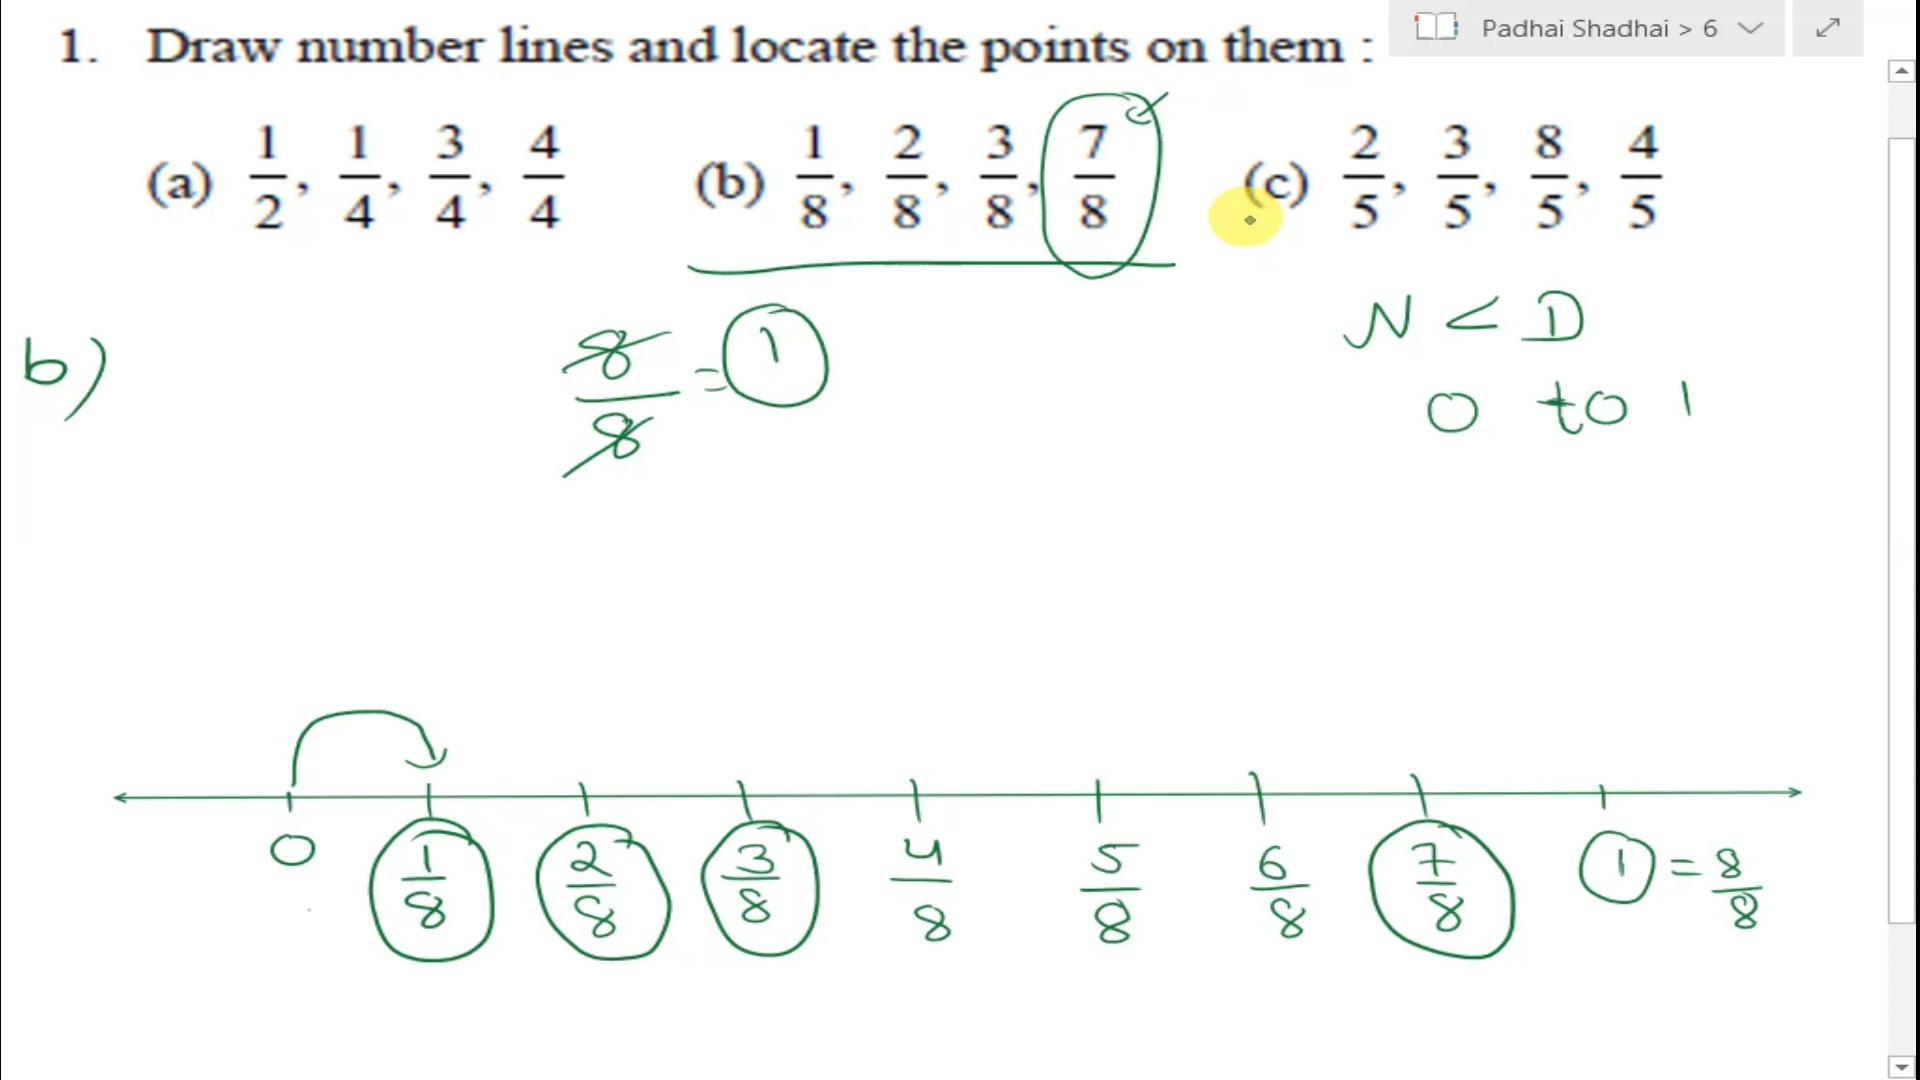 Padhai Shadhai > 6
1. Draw number lines and locate the points on them :
(a) 1/2, 1/4, 3/4, 4/4 (b) 1/8, 2/8, 3/8, 7/8 (c) 2/5, 3/5, 8/5, 4/5
N < D
b) 8/8 = 1
0 to 1
0 1/8 2/8 3/8 4/8 5/8 6/8 7/8 1 = 8/8